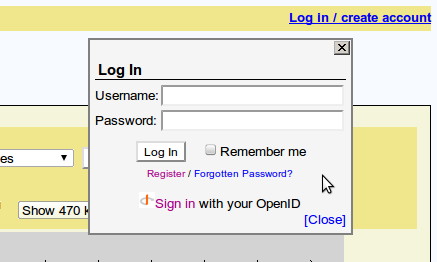 Log in / create account
Log In
Username:
Password:
Log In Remember me
Register / Forgotten Password?
es
Show 470
Sign in with your OpenID
[Close]